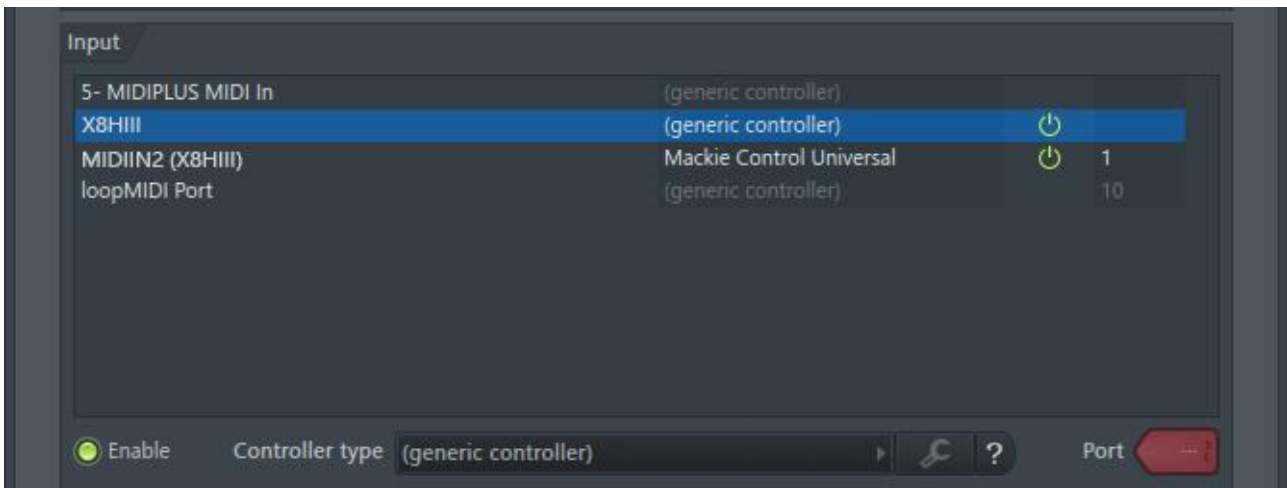 Input
5- MIDIPLUS MIDI In (generic controller)
X8HIII (generic controller)
MIDIIN2 (X8HIII) Mackie Control Universal 1
loopMIDI Port (generic controller) 10
Enable Controller type (generic controller) ? Port ---